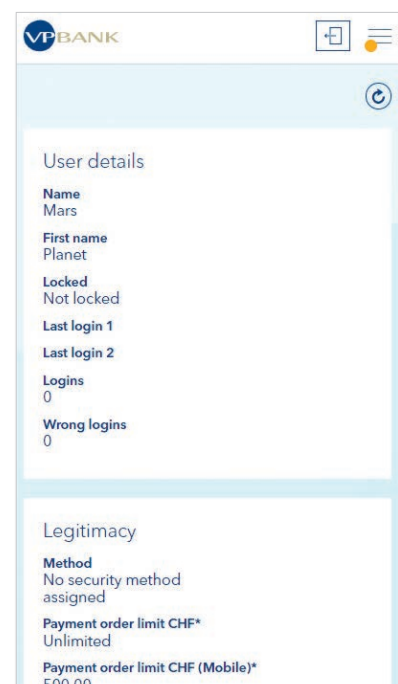 VPBANK
User details
Name
Mars
First name
Planet
Locked
Not locked
Last login 1
Last login 2
Logins
0
Wrong logins
0
Legitimacy
Method
No security method
assigned
Payment order limit CHF*
Unlimited
Payment order limit CHF (Mobile)*
500.00